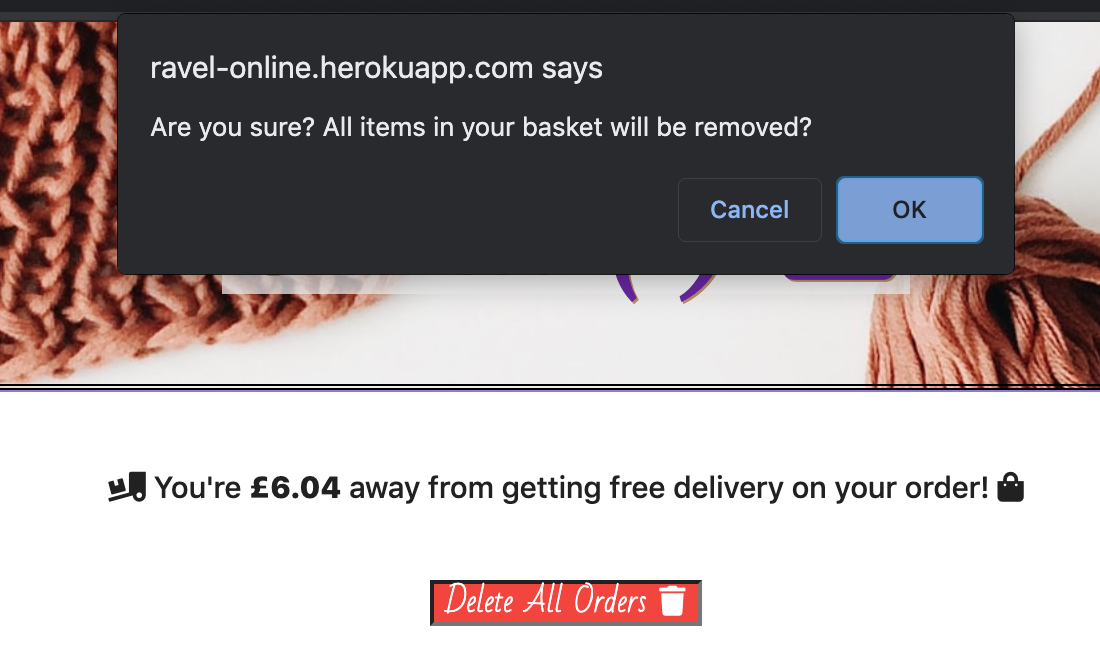 ravel-online.herokuapp.com says
Are you sure? All items in your basket will be removed?
Cancel
OK
You're £6.04 away from getting free delivery on your order!
Delete All Orders